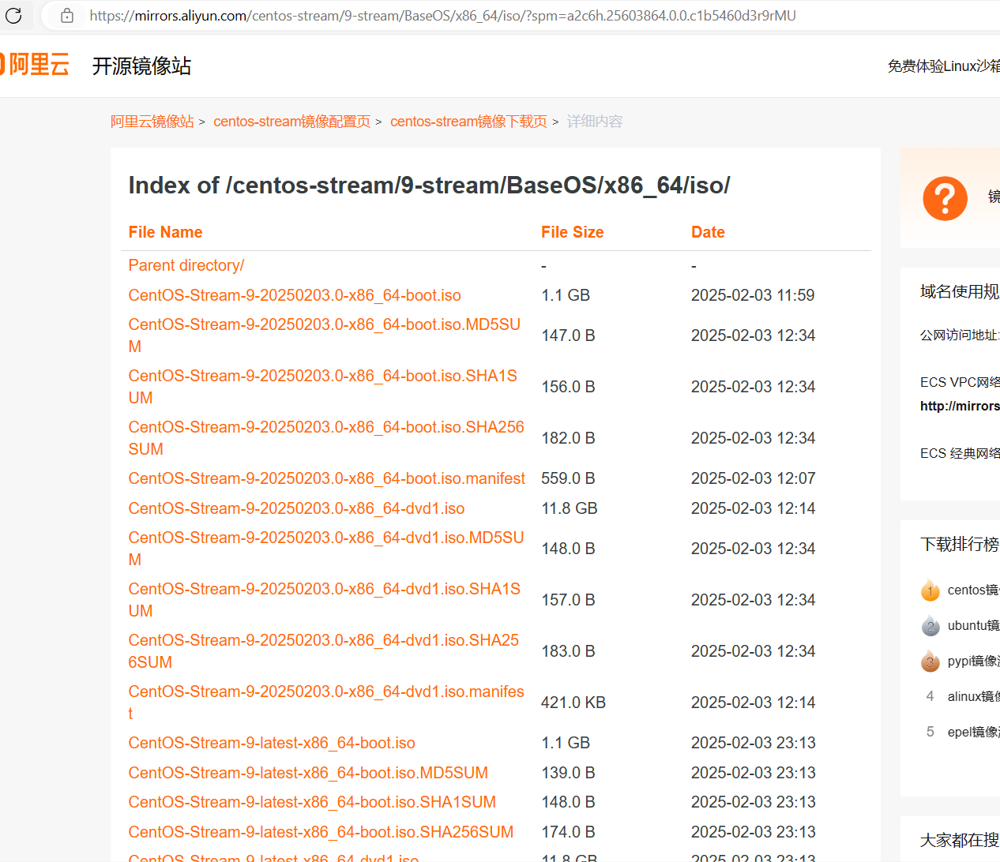 https://mirrors.aliyun.com/centos-stream/9-stream/BaseOS/x86_64/iso/?spm=a2c6h.25603864.0.0.c1b5460d3r9rMU
阿里云 开源镜像站 免费体验Linux沙箱
阿里云镜像站 > centos-stream镜像配置页 > centos-stream镜像下载页 > 详细内容
Index of /centos-stream/9-stream/BaseOS/x86_64/iso/
File Name File Size Date
Parent directory/ - -
CentOS-Stream-9-20250203.0-x86_64-boot.iso 1.1 GB 2025-02-03 11:59
CentOS-Stream-9-20250203.0-x86_64-boot.iso.MD5SU
M 147.0 B 2025-02-03 12:34
CentOS-Stream-9-20250203.0-x86_64-boot.iso.SHA1S
UM 156.0 B 2025-02-03 12:34
CentOS-Stream-9-20250203.0-x86_64-boot.iso.SHA256
SUM 182.0 B 2025-02-03 12:34
CentOS-Stream-9-20250203.0-x86_64-boot.iso.manifest 559.0 B 2025-02-03 12:07
CentOS-Stream-9-20250203.0-x86_64-dvd1.iso 11.8 GB 2025-02-03 12:14
CentOS-Stream-9-20250203.0-x86_64-dvd1.iso.MD5SU
M 148.0 B 2025-02-03 12:34
CentOS-Stream-9-20250203.0-x86_64-dvd1.iso.SHA1S
UM 157.0 B 2025-02-03 12:34
CentOS-Stream-9-20250203.0-x86_64-dvd1.iso.SHA25
6SUM 183.0 B 2025-02-03 12:34
CentOS-Stream-9-20250203.0-x86_64-dvd1.iso.manifes
t 421.0 KB 2025-02-03 12:14
CentOS-Stream-9-latest-x86_64-boot.iso 1.1 GB 2025-02-03 23:13
CentOS-Stream-9-latest-x86_64-boot.iso.MD5SUM 139.0 B 2025-02-03 23:13
CentOS-Stream-9-latest-x86_64-boot.iso.SHA1SUM 148.0 B 2025-02-03 23:13
CentOS-Stream-9-latest-x86_64-boot.iso.SHA256SUM 174.0 B 2025-02-03 23:13
CentOS-Stream-9-latest-x86_64-dvd1.iso 11.8 GB 2025-02-03 23:13
镜
域名使用规
公网访问地址:
ECS VPC网络
http://mirrors
ECS 经典网络
下载排行榜
1 centos镜
2 ubuntu镜
3 pypi镜像
4 alinux镜像
5 epel镜像
大家都在搜